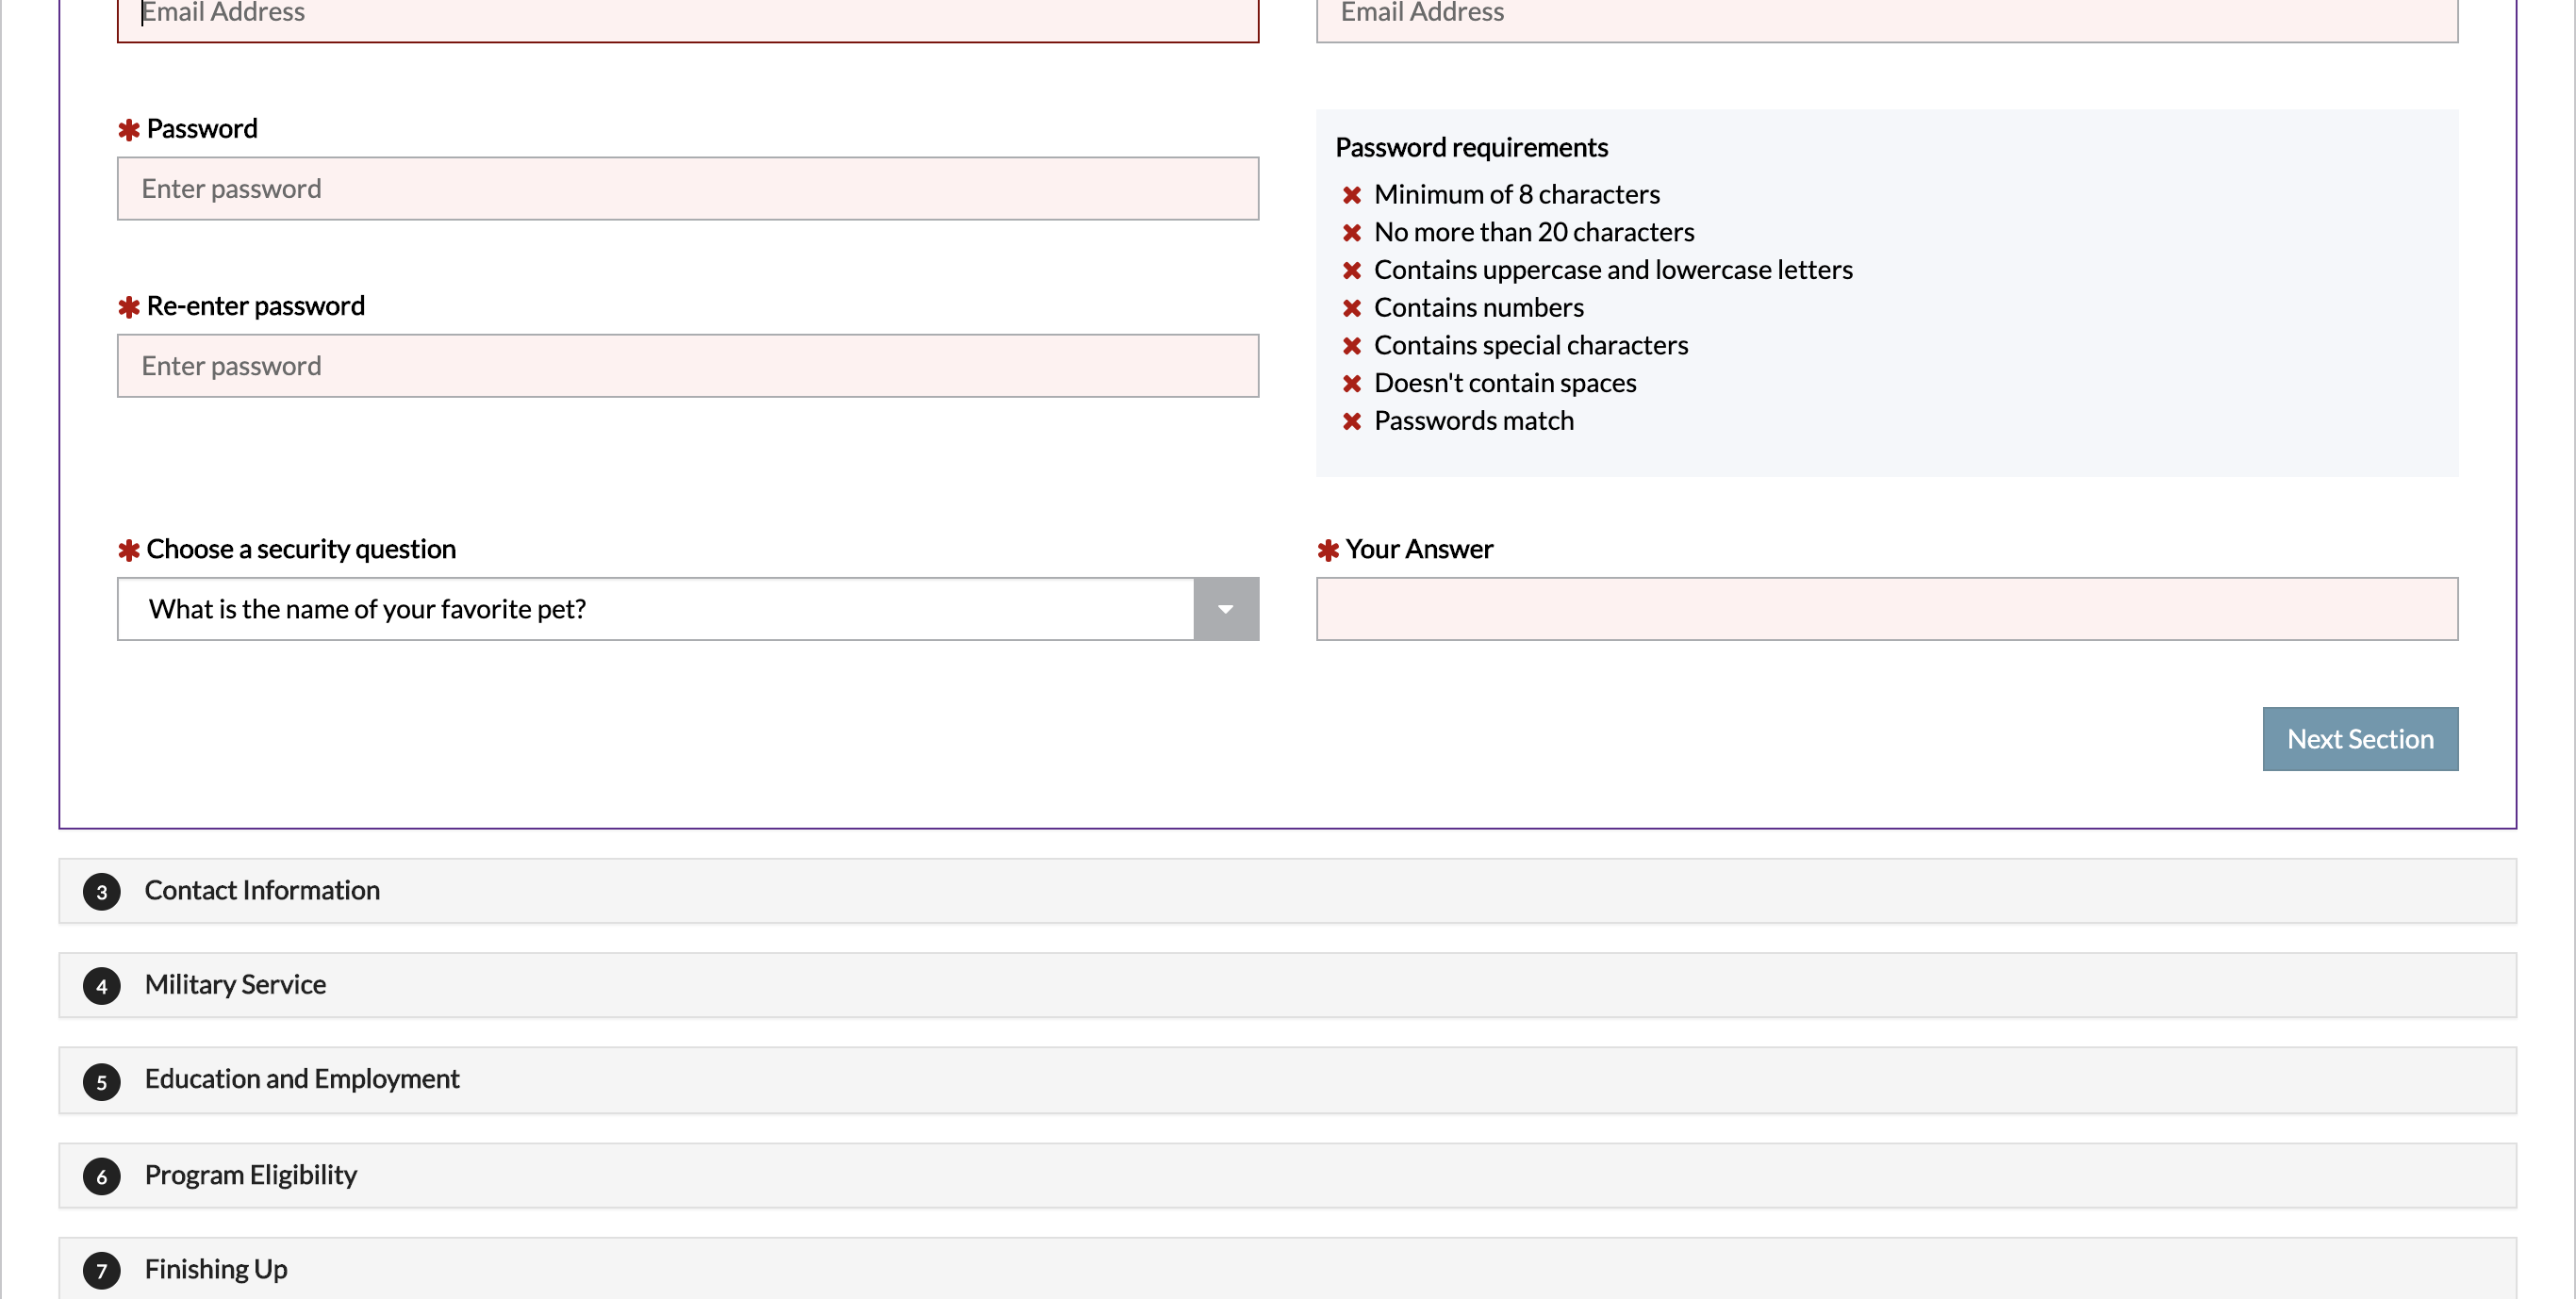 Email Address
Email Address
✱ Password
Enter password
✱ Re-enter password
Enter password
Password requirements
✖ Minimum of 8 characters
✖ No more than 20 characters
✖ Contains uppercase and lowercase letters
✖ Contains numbers
✖ Contains special characters
✖ Doesn't contain spaces
✖ Passwords match
✱ Choose a security question
What is the name of your favorite pet?
✱ Your Answer
Next Section
3 Contact Information
4 Military Service
5 Education and Employment
6 Program Eligibility
7 Finishing Up